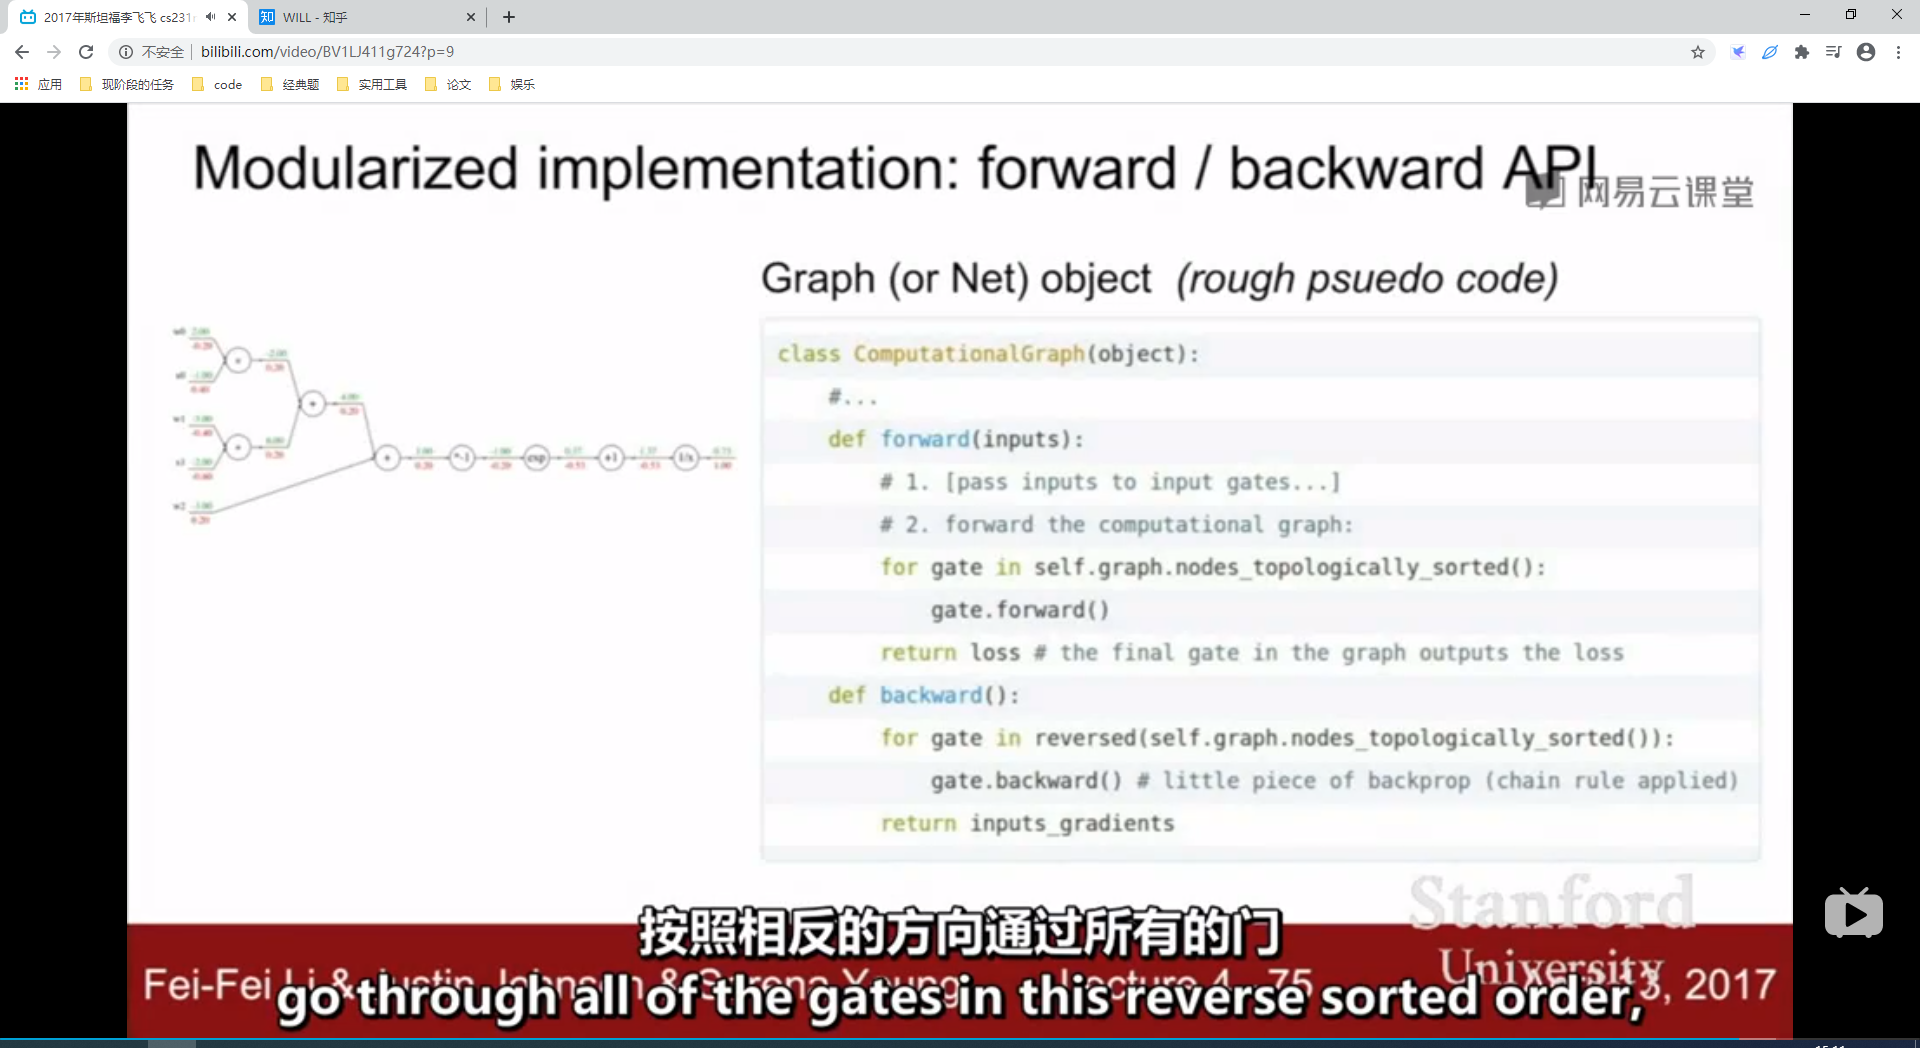 2017年斯坦福李飞飞 cs231n
WILL - 知乎
不安全
bilibili.com/video/BV1LJ411g724?p=9
应用
现阶段的任务
code
经典题
实用工具
论文
娱乐
Modularized implementation: forward / backward API
网易云课堂
Graph (or Net) object (rough psuedo code)
class ComputationalGraph(object):
#...
def forward(inputs):
# 1. [pass inputs to input gates...]
# 2. forward the computational graph:
for gate in self.graph.nodes_topologically_sorted():
gate.forward()
return loss # the final gate in the graph outputs the loss
def backward():
for gate in reversed(self.graph.nodes_topologically_sorted()):
gate.backward() # little piece of backprop (chain rule applied)
return inputs_gradients
Stanford
University
按照相反的方向通过所有的门
Fei-Fei Li & Justin Johnson & Serena Yeung
Lecture 4 - 75
3, 2017
go through all of the gates in this reverse sorted order,